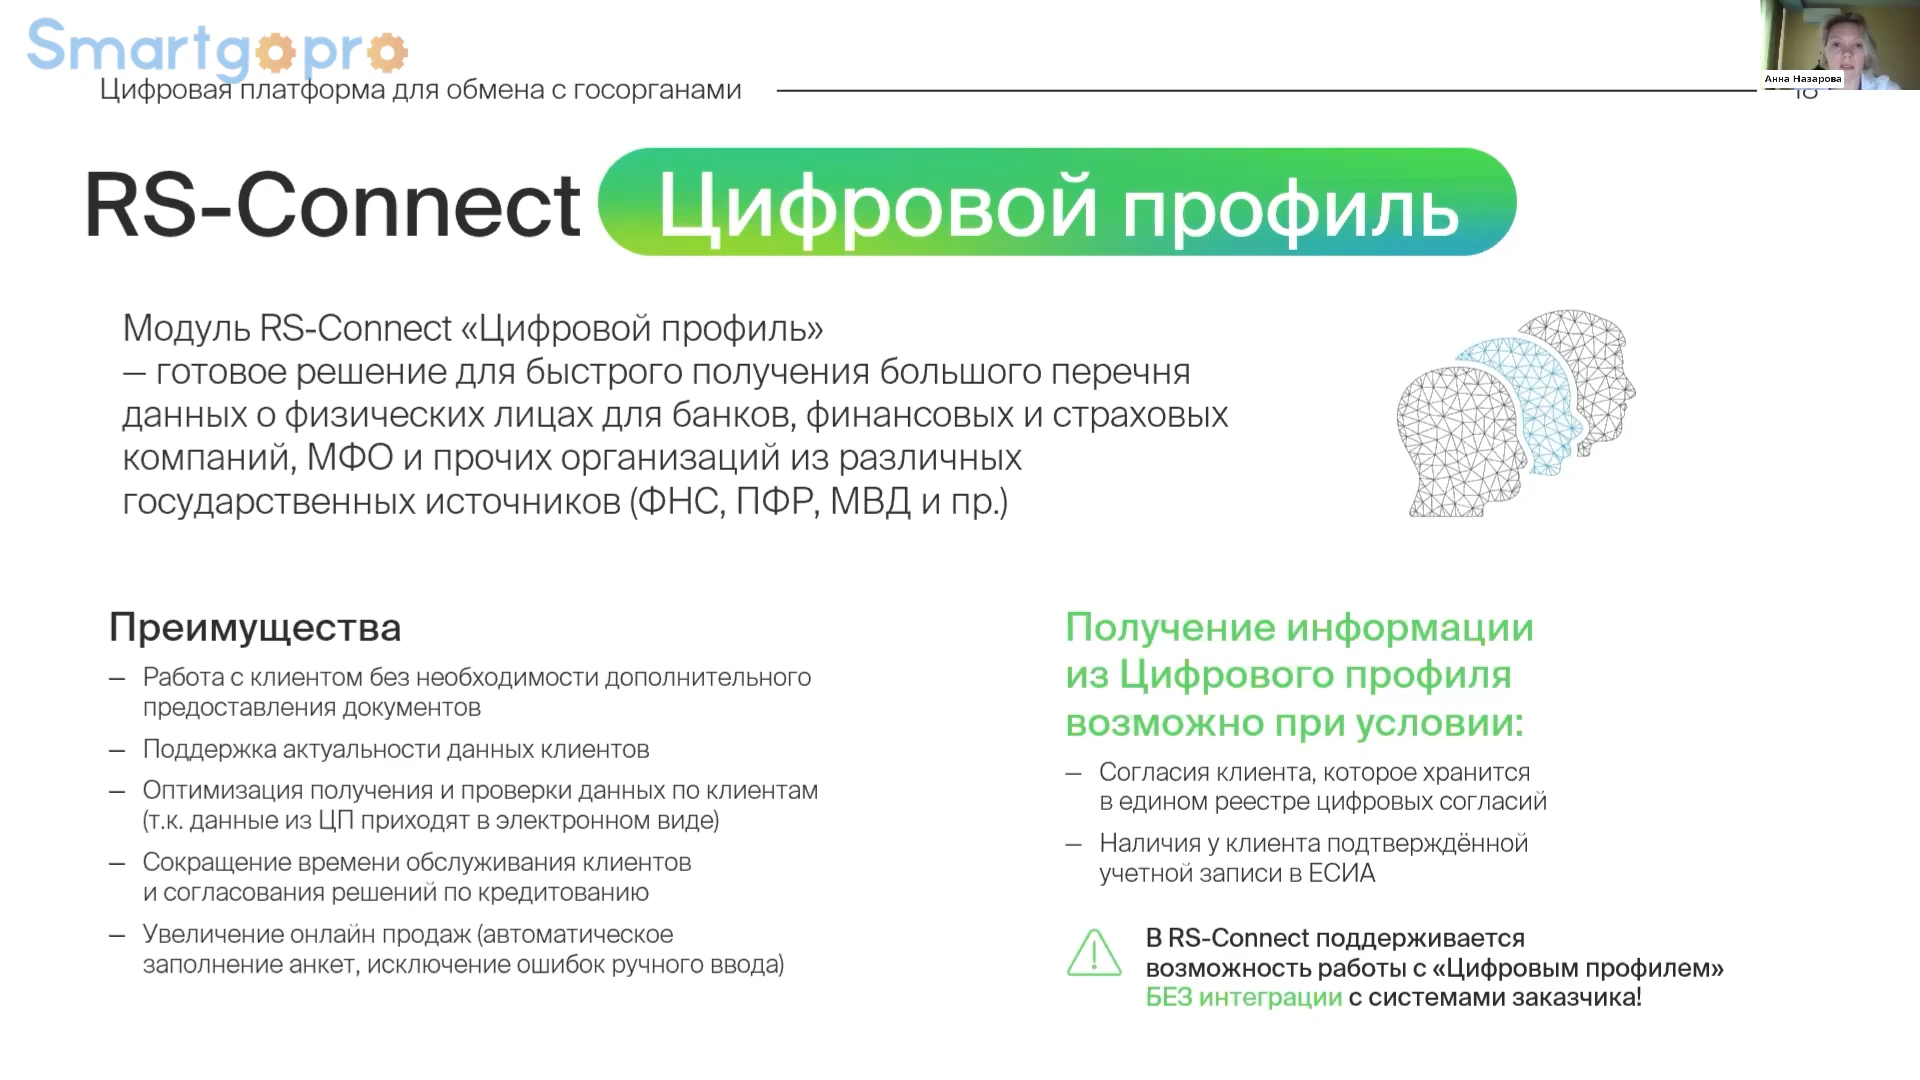 Smartgopro
Анна Назарова
Цифровая платформа для обмена с госорганами
RS-Connect Цифровой профиль
Модуль RS-Connect «Цифровой профиль»
— готовое решение для быстрого получения большого перечня
данных о физических лицах для банков, финансовых и страховых
компаний, МФО и прочих организаций из различных
государственных источников (ФНС, ПФР, МВД и пр.)
Преимущества
— Работа с клиентом без необходимости дополнительного
предоставления документов
— Поддержка актуальности данных клиентов
— Оптимизация получения и проверки данных по клиентам
(т.к. данные из ЦП приходят в электронном виде)
— Сокращение времени обслуживания клиентов
и согласования решений по кредитованию
— Увеличение онлайн продаж (автоматическое
заполнение анкет, исключение ошибок ручного ввода)
Получение информации
из Цифрового профиля
возможно при условии:
— Согласия клиента, которое хранится
в едином реестре цифровых согласий
— Наличия у клиента подтверждённой
учетной записи в ЕСИА
В RS-Connect поддерживается
возможность работы с «Цифровым профилем»
БЕЗ интеграции с системами заказчика!